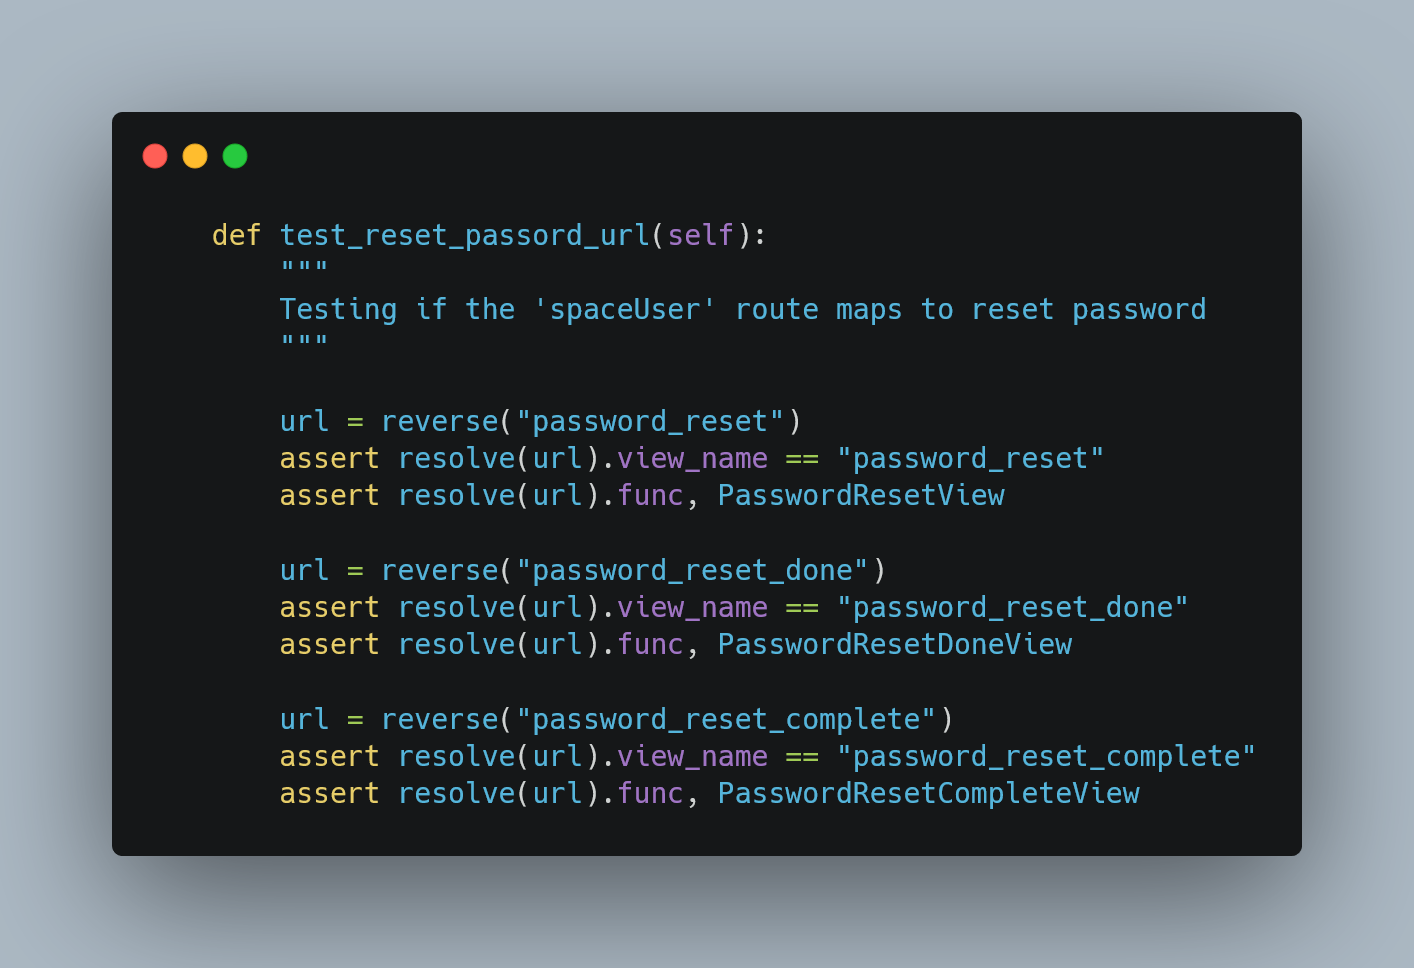 def test_reset_passord_url(self):
"""
Testing if the 'spaceUser' route maps to reset password
"""
url = reverse("password_reset")
assert resolve(url).view_name == "password_reset"
assert resolve(url).func, PasswordResetView
url = reverse("password_reset_done")
assert resolve(url).view_name == "password_reset_done"
assert resolve(url).func, PasswordResetDoneView
url = reverse("password_reset_complete")
assert resolve(url).view_name == "password_reset_complete"
assert resolve(url).func, PasswordResetCompleteView